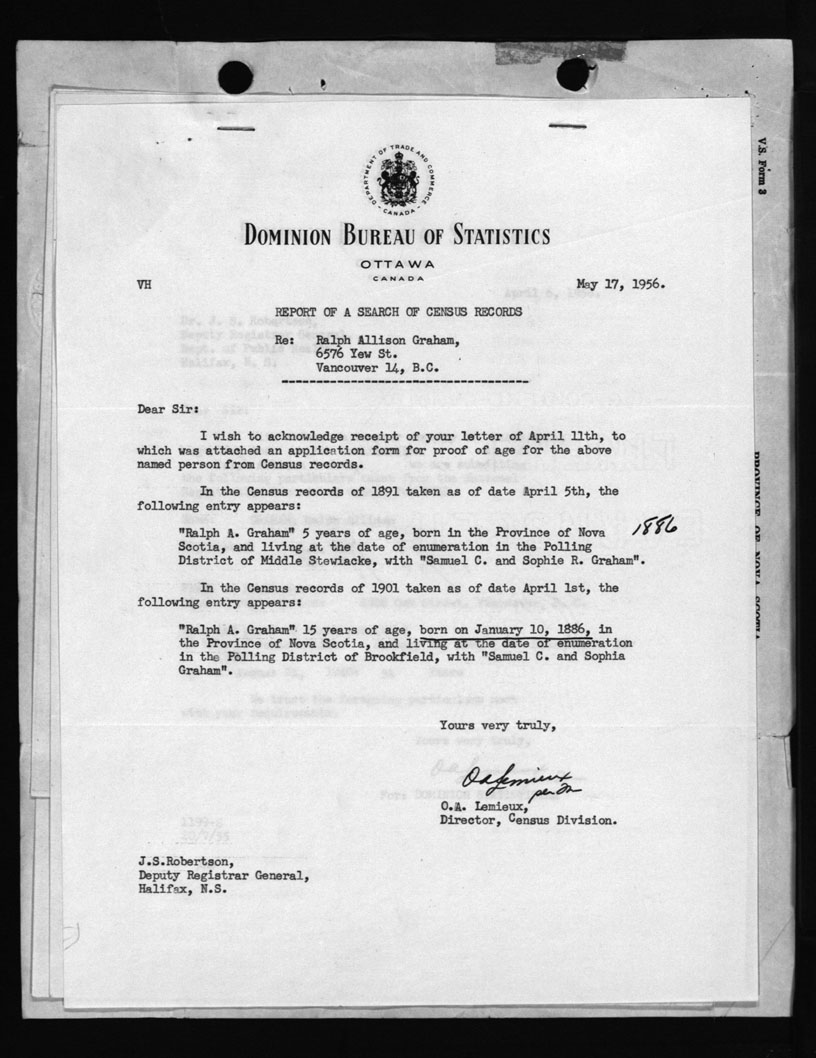 V.S. Form 3
DEPARTMENT OF TRADE AND COMMERCE
- CANADA -
DOMINION BUREAU OF STATISTICS
OTTAWA
CANADA
VH
May 17, 1956.
REPORT OF A SEARCH OF CENSUS RECORDS
Re: Ralph Allison Graham,
6576 Yew St.
Vancouver 14, B.C.
Dear Sir:
I wish to acknowledge receipt of your letter of April 11th, to
which was attached an application form for proof of age for the above
named person from Census records.
In the Census records of 1891 taken as of date April 5th, the
following entry appears:
"Ralph A. Graham" 5 years of age, born in the Province of Nova
Scotia, and living at the date of enumeration in the Polling
District of Middle Stewiacke, with "Samuel C. and Sophie R. Graham".
1886
In the Census records of 1901 taken as of date April 1st, the
following entry appears:
"Ralph A. Graham" 15 years of age, born on January 10, 1886, in
the Province of Nova Scotia, and living at the date of enumeration
in the Polling District of Brookfield, with "Samuel C. and Sophia
Graham".
Yours very truly,
O A Lemieux
per
O.A. Lemieux,
Director, Census Division.
J.S.Robertson,
Deputy Registrar General,
Halifax, N.S.
PROVINCE OF NOVA SCOTIA